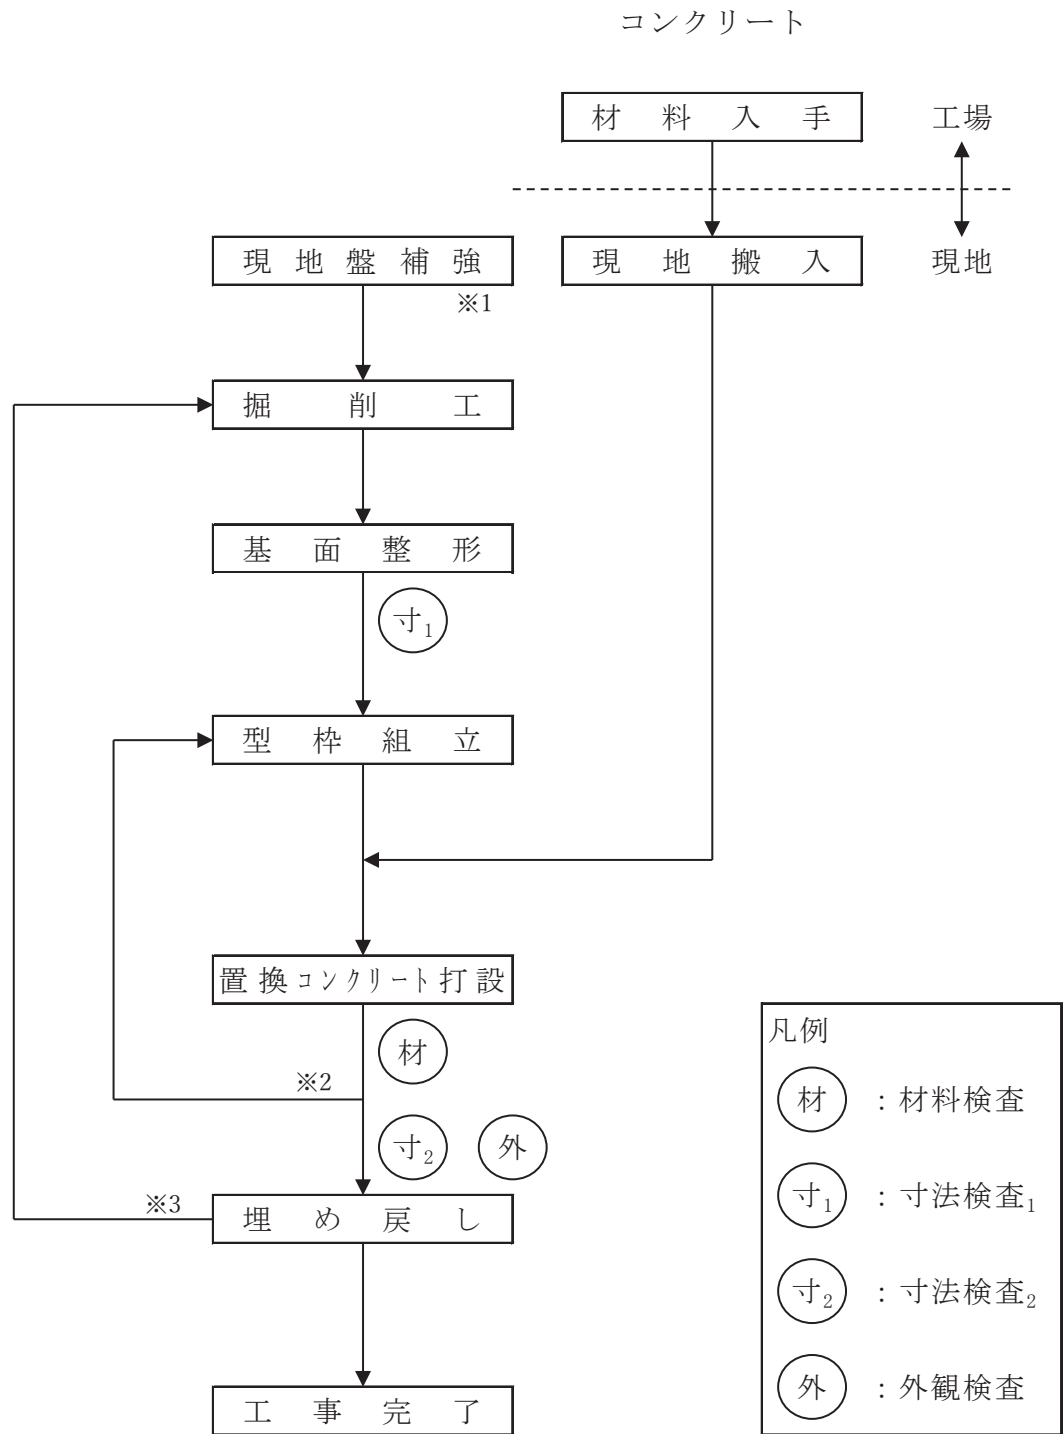 コンクリート
材料入手
工場
現地盤補強
現地搬入
現地
※1
掘削工
基面整形
寸1
型枠組立
置換コンクリート打設
材
※2
寸2 外
※3
埋め戻し
工事完了
凡例
材 : 材料検査
寸1 : 寸法検査1
寸2 : 寸法検査2
外 : 外観検査